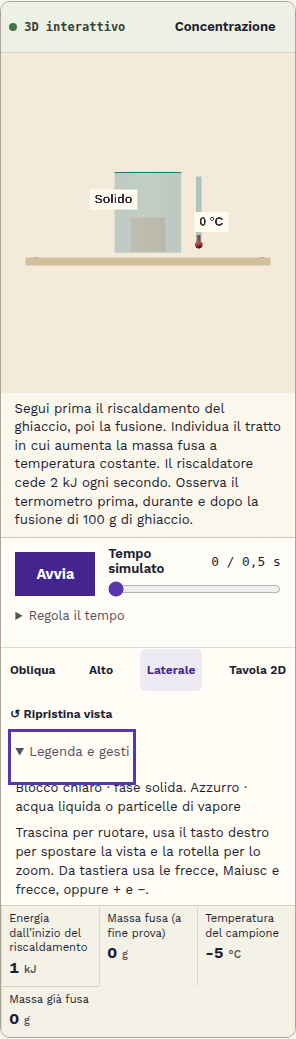 3D interattivo
Concentrazione
Solido
0 °C
Segui prima il riscaldamento del
ghiaccio, poi la fusione. Individua il tratto
in cui aumenta la massa fusa a
temperatura costante. Il riscaldatore
cede 2 kJ ogni secondo. Osserva il
termometro prima, durante e dopo la
fusione di 100 g di ghiaccio.
Avvia
Tempo
simulato
0 / 0,5 s
▶ Regola il tempo
Obliqua
Alto
Laterale
Tavola 2D
↺ Ripristina vista
▼ Legenda e gesti
Blocco chiaro · fase solida. Azzurro ·
acqua liquida o particelle di vapore
Trascina per ruotare, usa il tasto destro
per spostare la vista e la rotella per lo
zoom. Da tastiera usa le frecce, Maiusc e
frecce, oppure + e −.
Energia
dall'inizio del
riscaldamento
1 kJ
Massa fusa (a
fine prova)
0 g
Temperatura
del campione
-5 °C
Massa già fusa
0 g